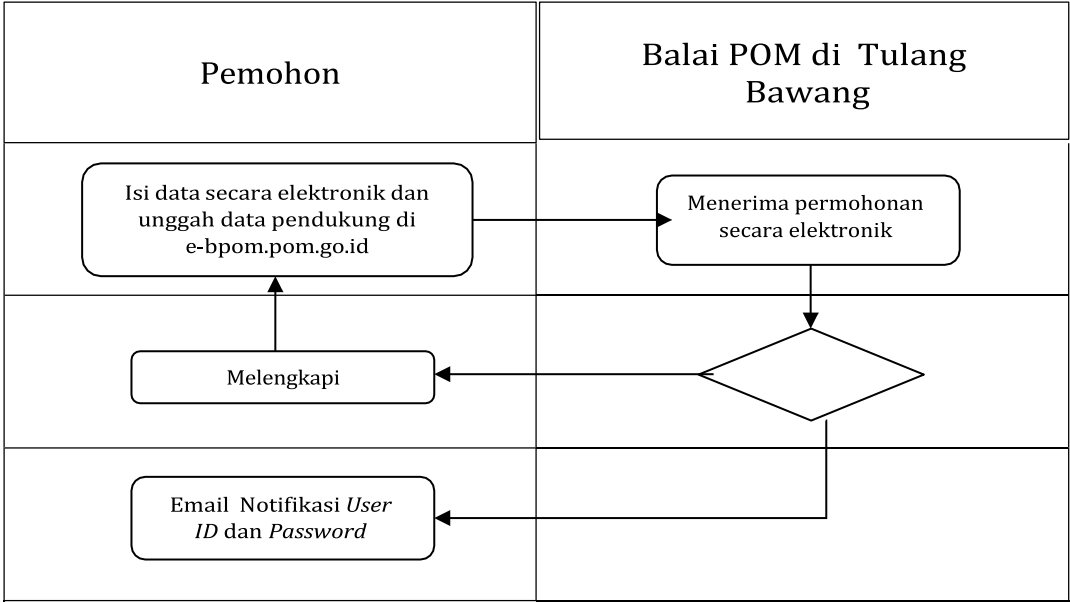 Pemohon
Balai POM di Tulang
Bawang
Isi data secara elektronik dan
unggah data pendukung di
e-bpom.pom.go.id
Menerima permohonan
secara elektronik
Melengkapi
Email Notifikasi User
ID dan Password